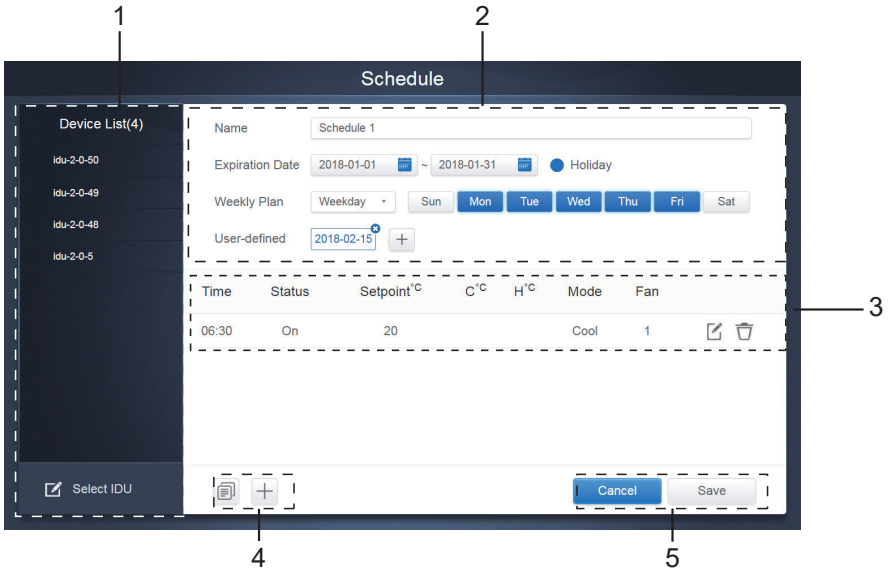 1
2
Schedule
Device List(4)
idu-2-0-50
idu-2-0-49
idu-2-0-48
idu-2-0-5
Select IDU
Name Schedule 1
Expiration Date 2018-01-01 ~ 2018-01-31 Holiday
Weekly Plan Weekday Sun Mon Tue Wed Thu Fri Sat
User-defined 2018-02-15 +
Time Status Setpoint°C C°C H°C Mode Fan
06:30 On 20 Cool 1
3
+
Cancel Save
4
5